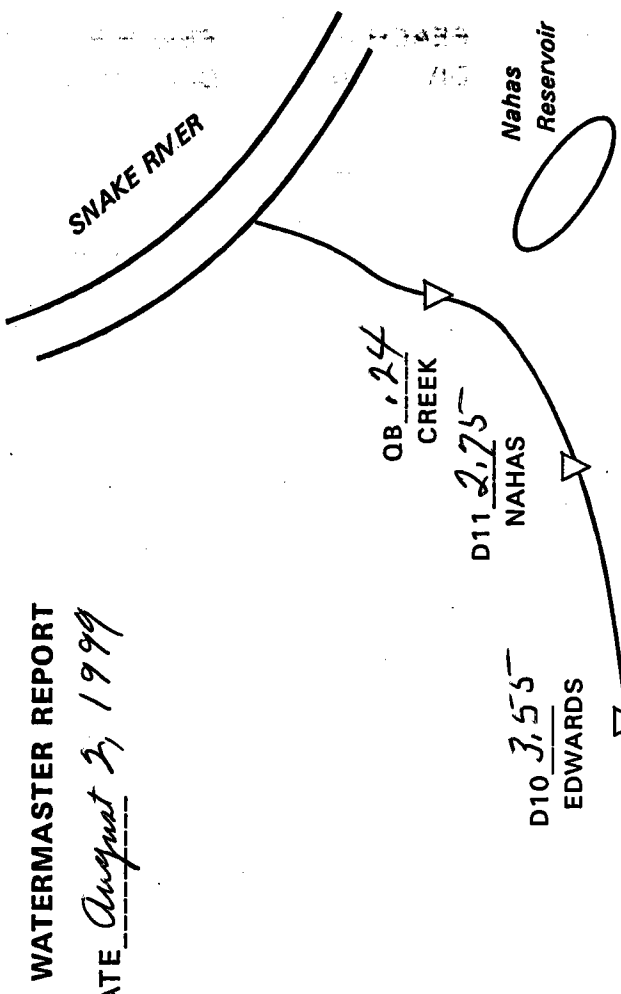 WATERMASTER REPORT
ATE August 2, 1999
SNAKE RIVER
Nahas
Reservoir
QB .24
CREEK
D11 2.75
NAHAS
D10 3.55
EDWARDS